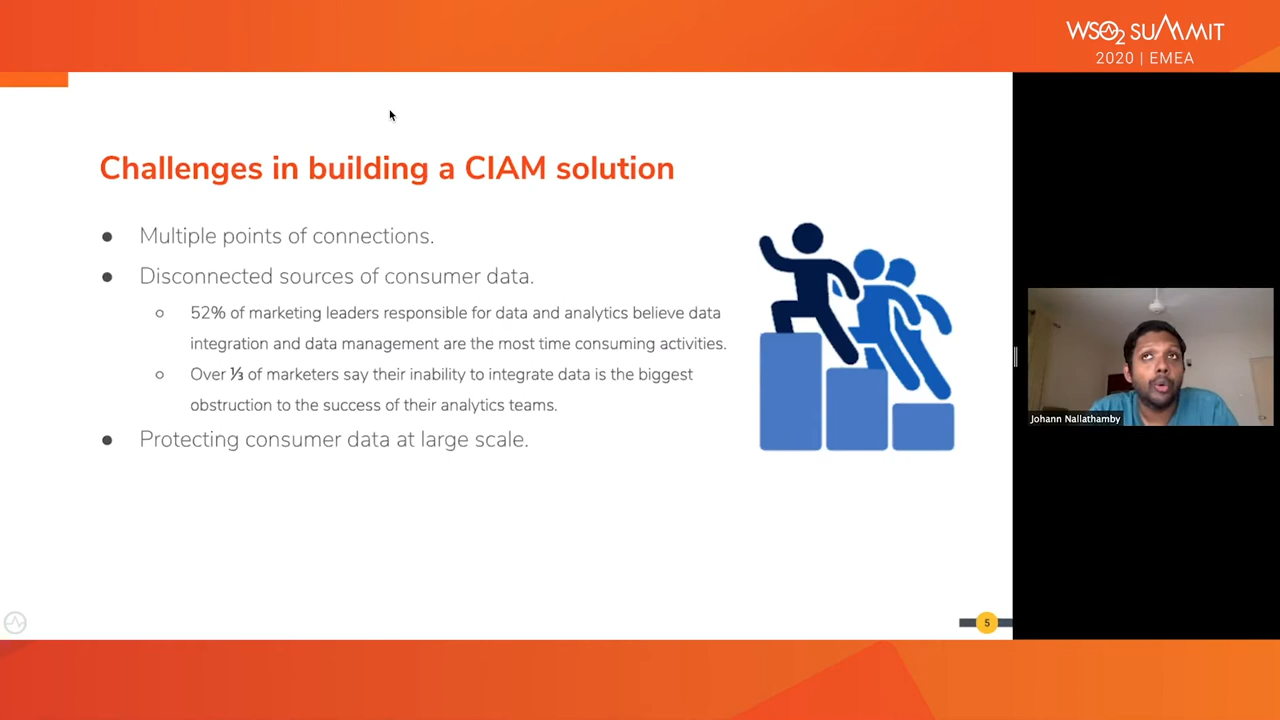 WSO2 SUMMIT
2020 | EMEA
Challenges in building a CIAM solution
● Multiple points of connections.
● Disconnected sources of consumer data.
○ 52% of marketing leaders responsible for data and analytics believe data
integration and data management are the most time consuming activities.
○ Over ⅓ of marketers say their inability to integrate data is the biggest
obstruction to the success of their analytics teams.
● Protecting consumer data at large scale.
Johann Nallathamby
5